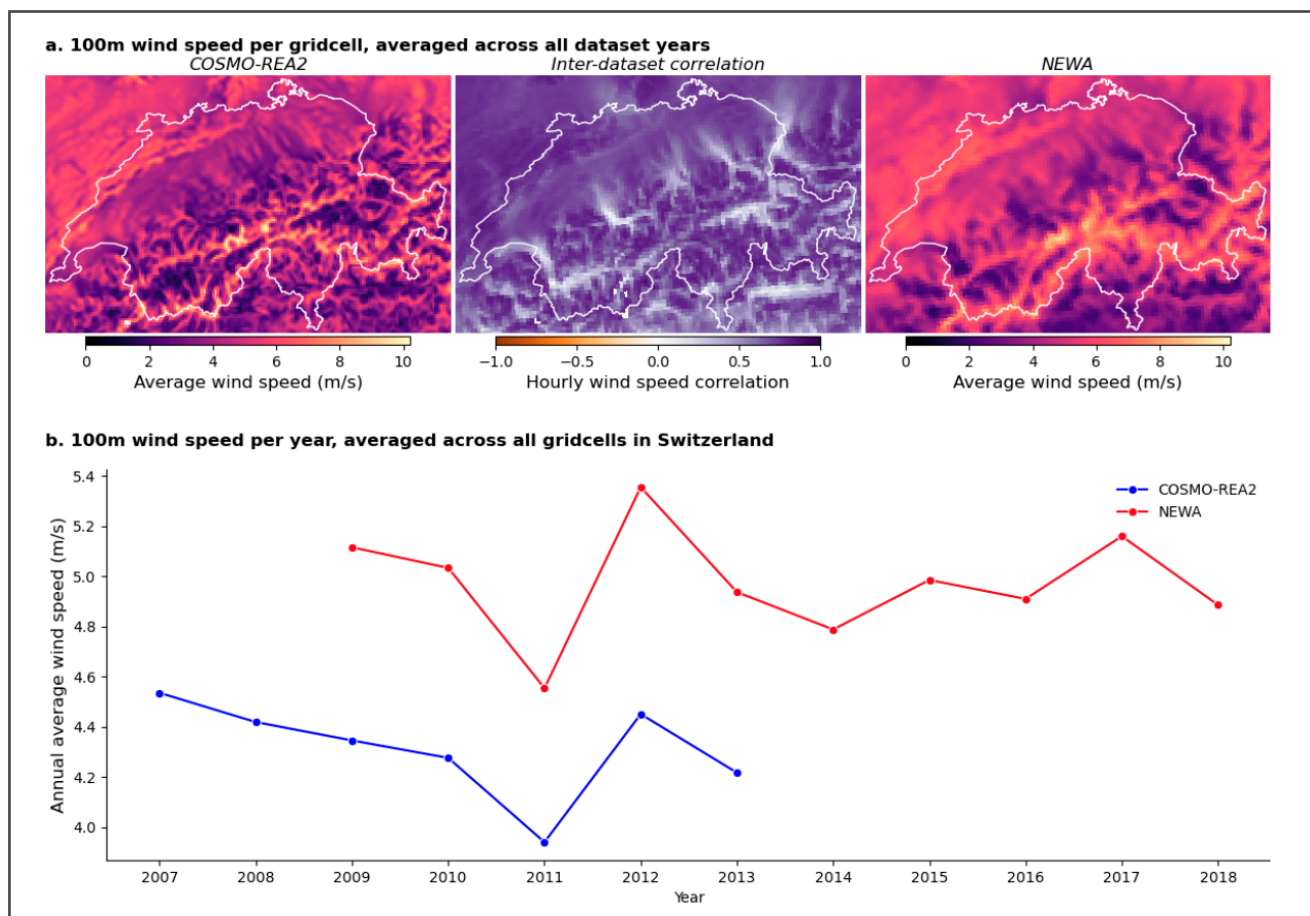 a. 100m wind speed per gridcell, averaged across all dataset years
COSMO-REA2
Inter-dataset correlation
NEWA
0 2 4 6 8 10
−1.0 −0.5 0.0 0.5 1.0
0 2 4 6 8 10
Average wind speed (m/s)
Hourly wind speed correlation
Average wind speed (m/s)
b. 100m wind speed per year, averaged across all gridcells in Switzerland
Annual average wind speed (m/s)
5.4
5.2
5.0
4.8
4.6
4.4
4.2
4.0
COSMO-REA2
NEWA
2007 2008 2009 2010 2011 2012 2013 2014 2015 2016 2017 2018
Year